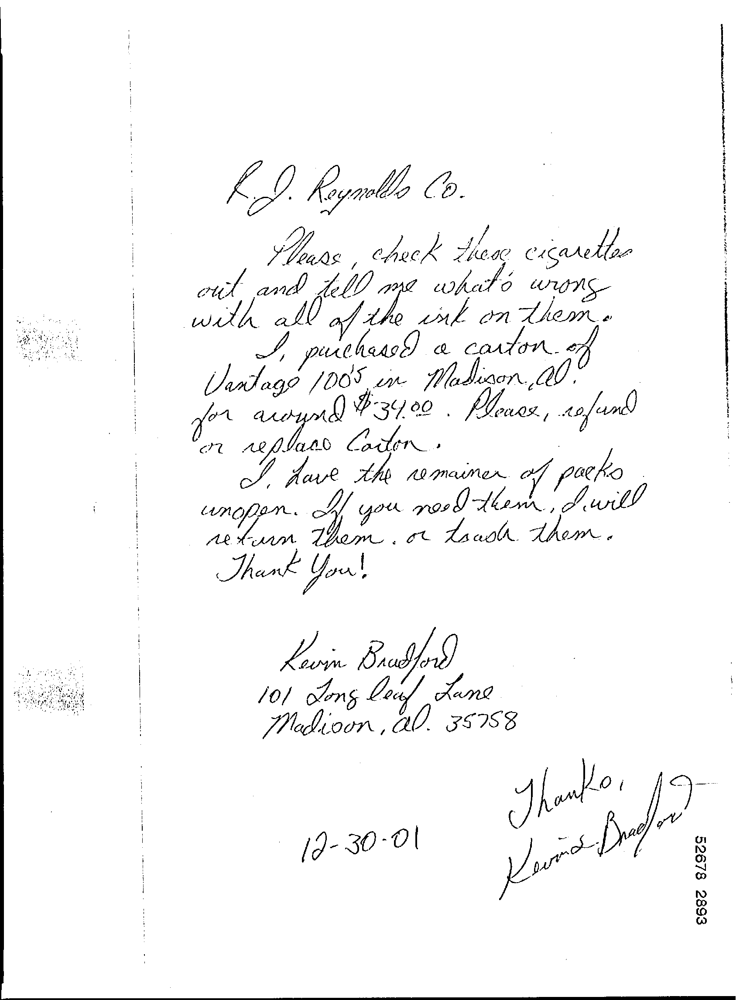 R.J. Reynolds Co.
Please, check these cigarettes
out and tell me what's wrong
with all of the ink on them.
I, purchased a carton of
Vantage 100's in Madison, Al.
for around $34.00. Please, refund
or replace Carton.
I, have the remainer of packs
unopen. If you need them, I will
return them. or trash them.
Thank You!
Kevin Bradford
101 Long leaf Lane
Madison, Al. 35758
Thanks,
Kevin L. Bradford
12-30-01
52678 2893